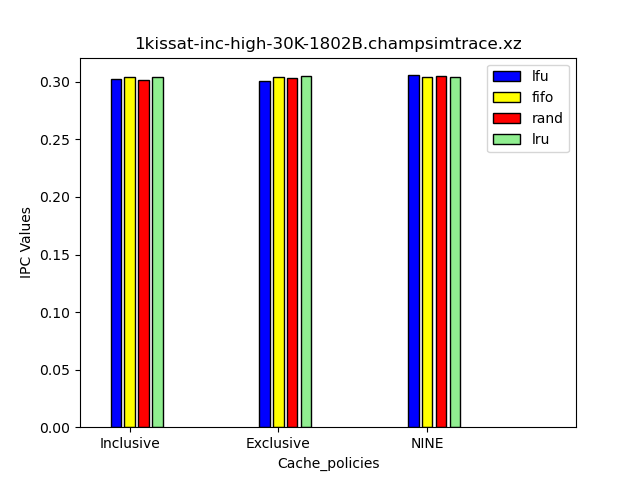 1kissat-inc-high-30K-1802B.champsimtrace.xz
IPC Values
0.30
0.25
0.20
0.15
0.10
0.05
0.00
lfu
fifo
rand
lru
Inclusive Exclusive NINE
Cache_policies